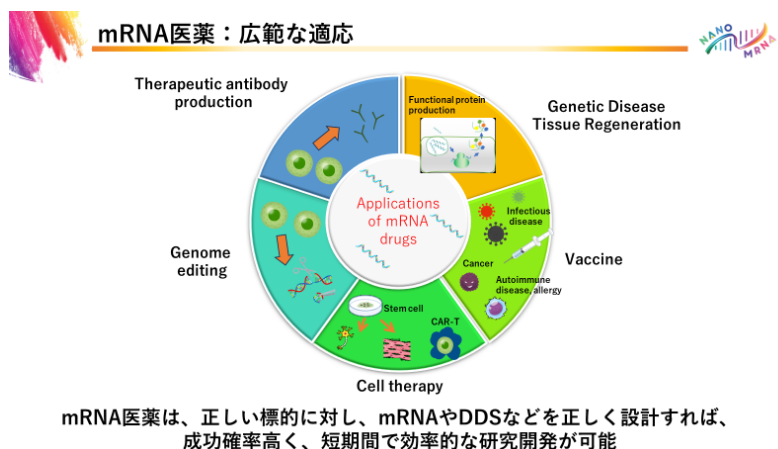 mRNA医薬：広範な適応
NANO MRNA
Therapeutic antibody
production
Functional protein
production
Genetic Disease
Tissue Regeneration
Applications
of mRNA
drugs
Infectious
disease
Genome
editing
Cancer
Vaccine
Autoimmune
disease, allergy
Stem cell
CAR-T
Cell therapy
mRNA医薬は、正しい標的に対し、mRNAやDDSなどを正しく設計すれば、
成功確率高く、短期間で効率的な研究開発が可能